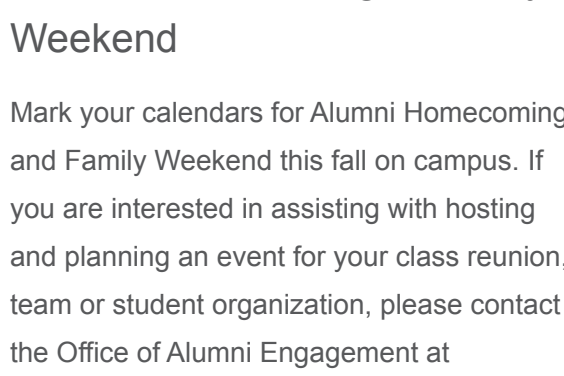 Weekend
Mark your calendars for Alumni Homecoming
and Family Weekend this fall on campus. If
you are interested in assisting with hosting
and planning an event for your class reunion,
team or student organization, please contact
the Office of Alumni Engagement at